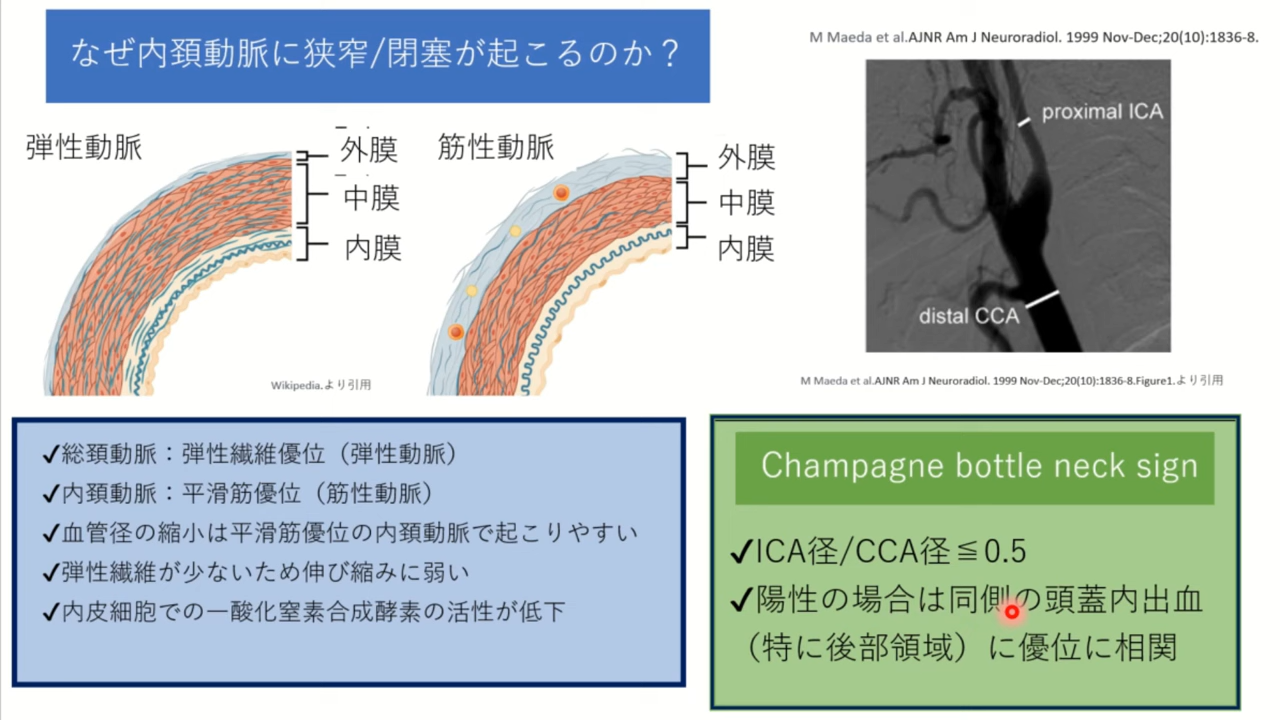 なぜ内頚動脈に狭窄/閉塞が起こるのか？
M Maeda et al.AJNR Am J Neuroradiol. 1999 Nov-Dec;20(10):1836-8.
弾性動脈
外膜
中膜
内膜
Wikipedia.より引用
筋性動脈
外膜
中膜
内膜
proximal ICA
distal CCA
M Maeda et al.AJNR Am J Neuroradiol. 1999 Nov-Dec;20(10):1836-8.Figure1.より引用
✓総頚動脈：弾性繊維優位（弾性動脈）
✓内頚動脈：平滑筋優位（筋性動脈）
✓血管径の縮小は平滑筋優位の内頚動脈で起こりやすい
✓弾性繊維が少ないため伸び縮みに弱い
✓内皮細胞での一酸化窒素合成酵素の活性が低下
Champagne bottle neck sign
✓ICA径/CCA径≦0.5
✓陽性の場合は同側の頭蓋内出血
（特に後部領域）に優位に相関